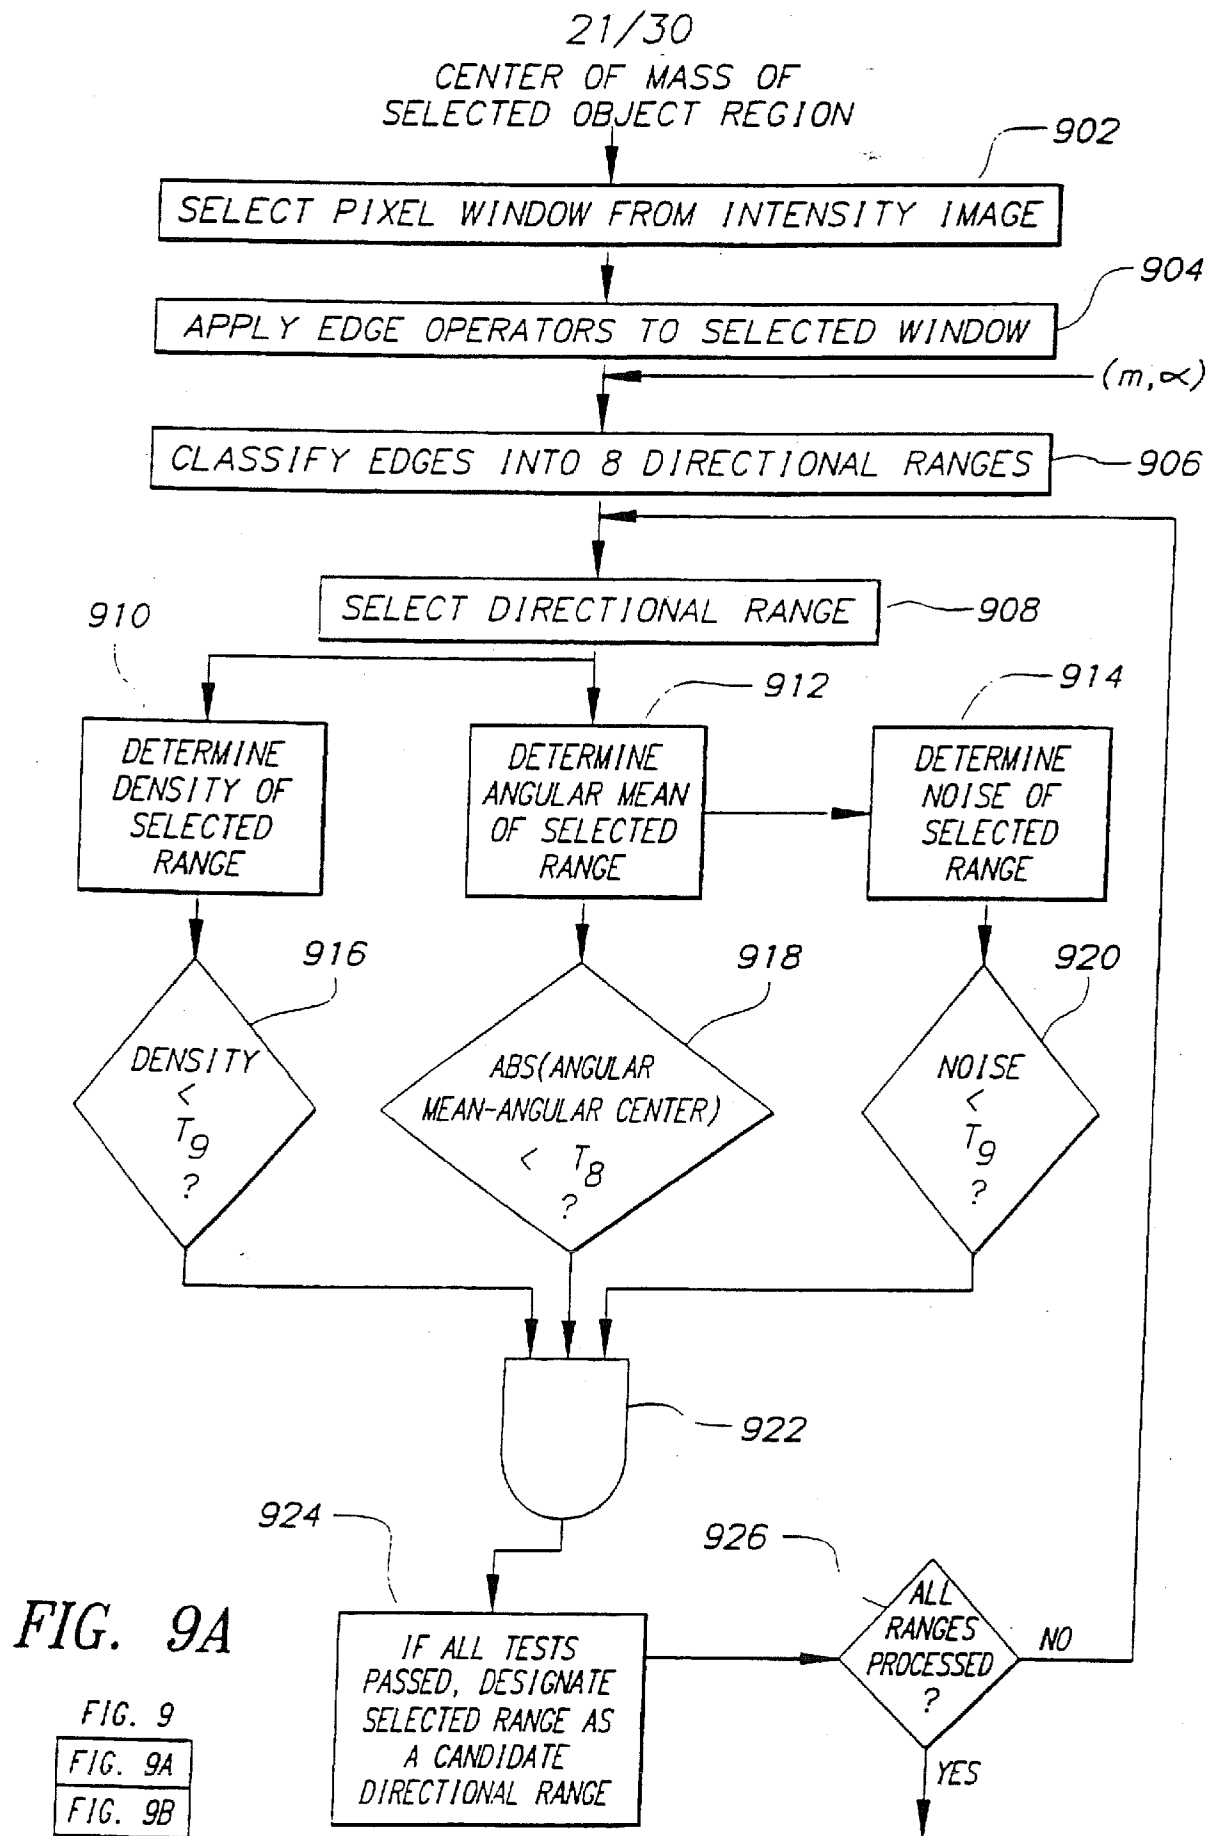 21/30
CENTER OF MASS OF
SELECTED OBJECT REGION
902
SELECT PIXEL WINDOW FROM INTENSITY IMAGE
904
APPLY EDGE OPERATORS TO SELECTED WINDOW
(m,∝)
CLASSIFY EDGES INTO 8 DIRECTIONAL RANGES
906
SELECT DIRECTIONAL RANGE
908
910
912
914
DETERMINE
DENSITY OF
SELECTED
RANGE
DETERMINE
ANGULAR MEAN
OF SELECTED
RANGE
DETERMINE
NOISE OF
SELECTED
RANGE
916
918
920
DENSITY
<
T9
?
ABS(ANGULAR
MEAN-ANGULAR CENTER)
< T8
?
NOISE
<
T9
?
922
924
926
IF ALL TESTS
PASSED, DESIGNATE
SELECTED RANGE AS
A CANDIDATE
DIRECTIONAL RANGE
ALL
RANGES
PROCESSED
?
NO
YES
FIG. 9A
FIG. 9
FIG. 9A
FIG. 9B